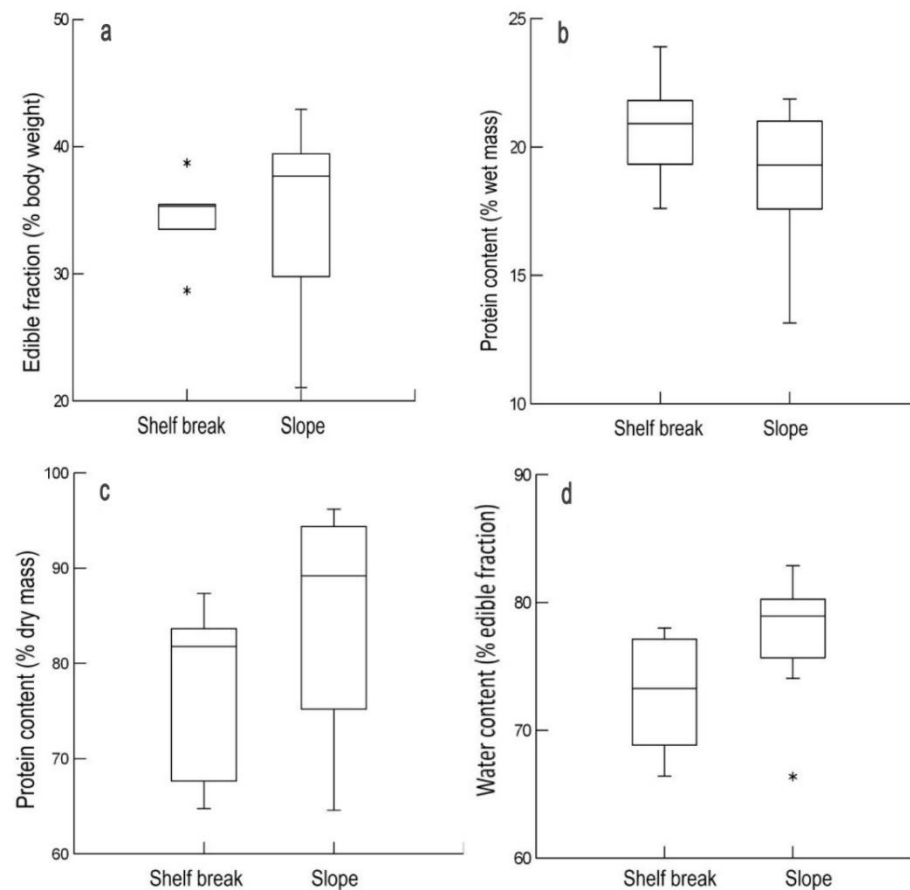 a
Edible fraction (% body weight)
50
40
30
20
Shelf break Slope
b
Protein content (% wet mass)
25
20
15
10
Shelf break Slope
c
Protein content (% dry mass)
100
90
80
70
60
Shelf break Slope
d
Water content (% edible fraction)
90
80
70
60
Shelf break Slope